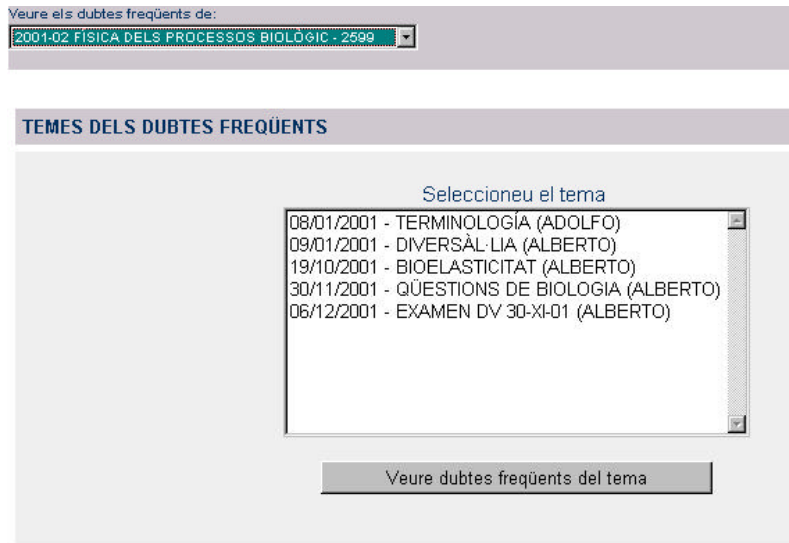 Veure els dubtes freqüents de:
2001-02 FÍSICA DELS PROCESSOS BIOLÒGIC - 2599
TEMES DELS DUBTES FREQÜENTS
Seleccioneu el tema
08/01/2001 - TERMINOLOGÍA (ADOLFO)
09/01/2001 - DIVERSÀL·LIA (ALBERTO)
19/10/2001 - BIOELASTICITAT (ALBERTO)
30/11/2001 - QÜESTIONS DE BIOLOGIA (ALBERTO)
06/12/2001 - EXAMEN DV 30-XI-01 (ALBERTO)
Veure dubtes freqüents del tema